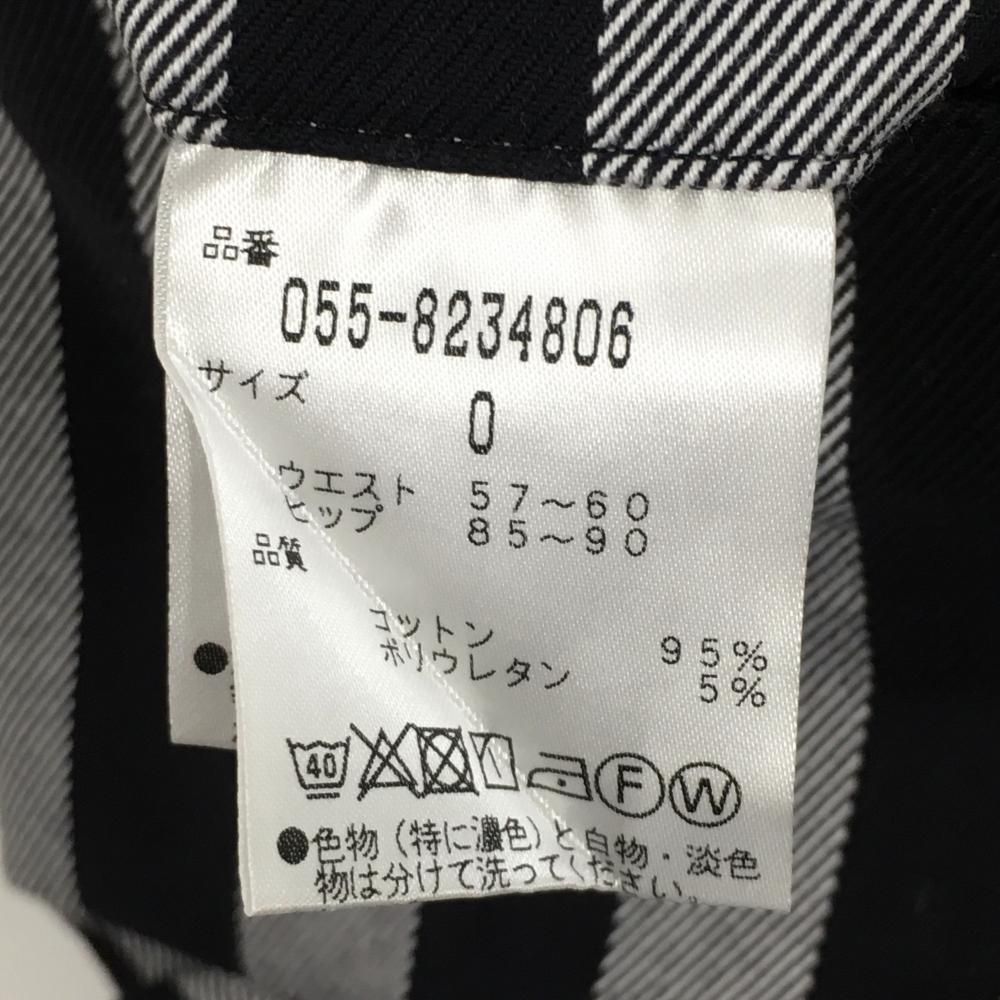 品番
055-8234806
サイズ
0
ウエスト 57〜60
ヒップ 85〜90
品質
コットン 95%
ポリウレタン 5%
40 F W
●色物(特に濃色)と白物・淡色
物は分けて洗ってください。
●